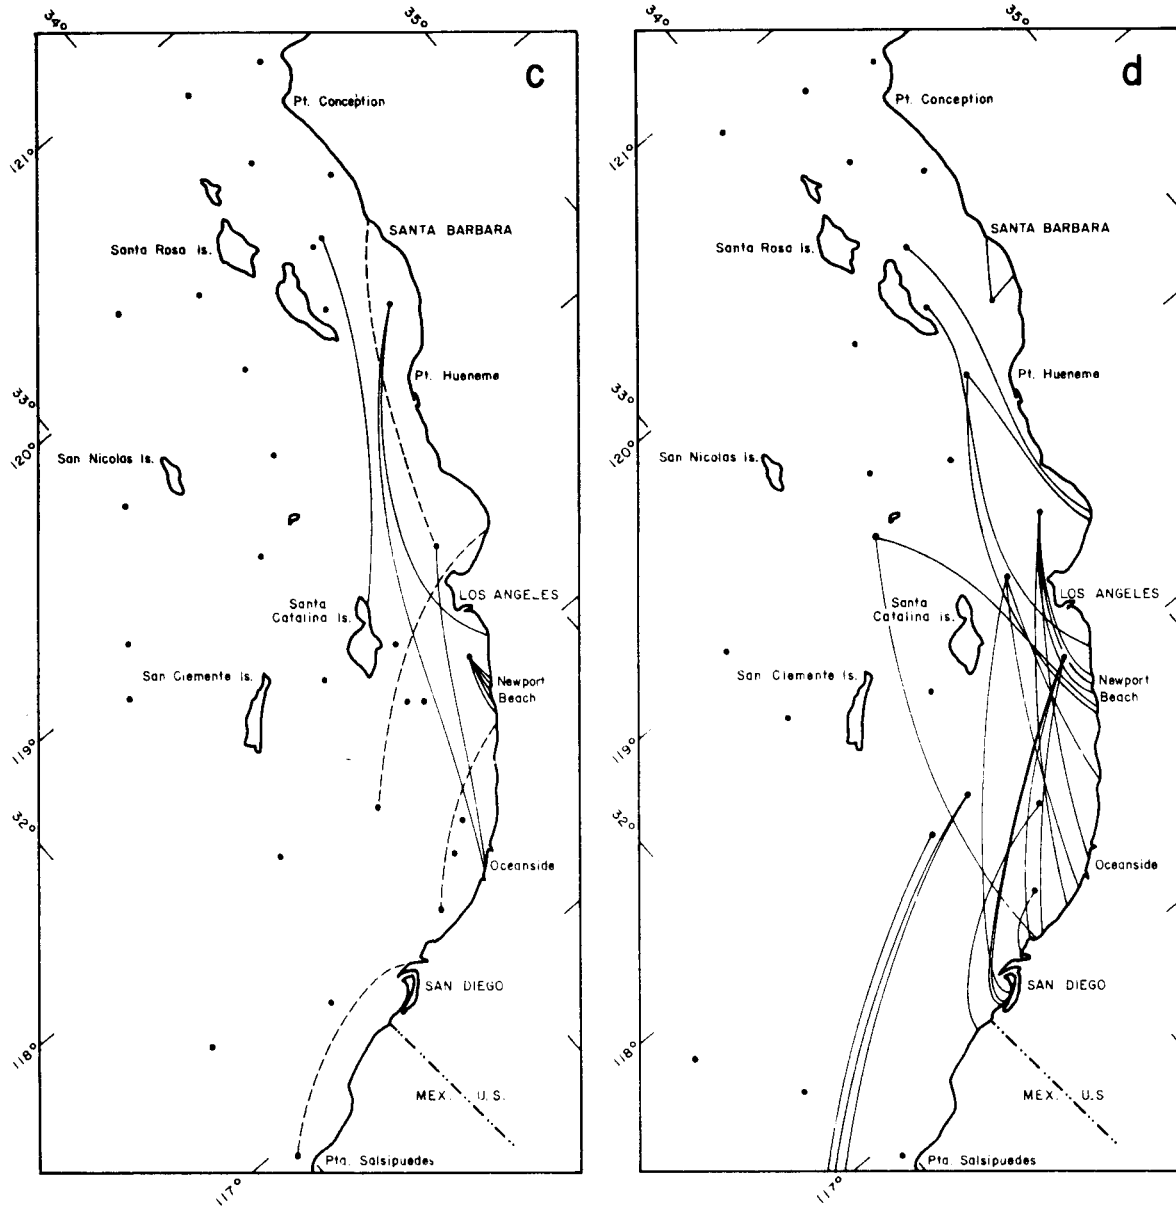 34°
35°
c
Pt. Conception
121°
SANTA BARBARA
Santa Rosa Is.
Pt. Hueneme
33°
120°
San Nicolas Is.
LOS ANGELES
Santa
Catalina Is.
San Clemente Is.
Newport
Beach
119°
32°
Oceanside
SAN DIEGO
118°
MEX. U.S.
Pta. Salsipuedes
117°
34°
35°
d
Pt. Conception
121°
SANTA BARBARA
Santa Rosa Is.
Pt. Hueneme
33°
120°
San Nicolas Is.
LOS ANGELES
Santa
Catalina Is.
San Clemente Is.
Newport
Beach
119°
32°
Oceanside
SAN DIEGO
118°
MEX. U.S
Pta. Salsipuedes
117°